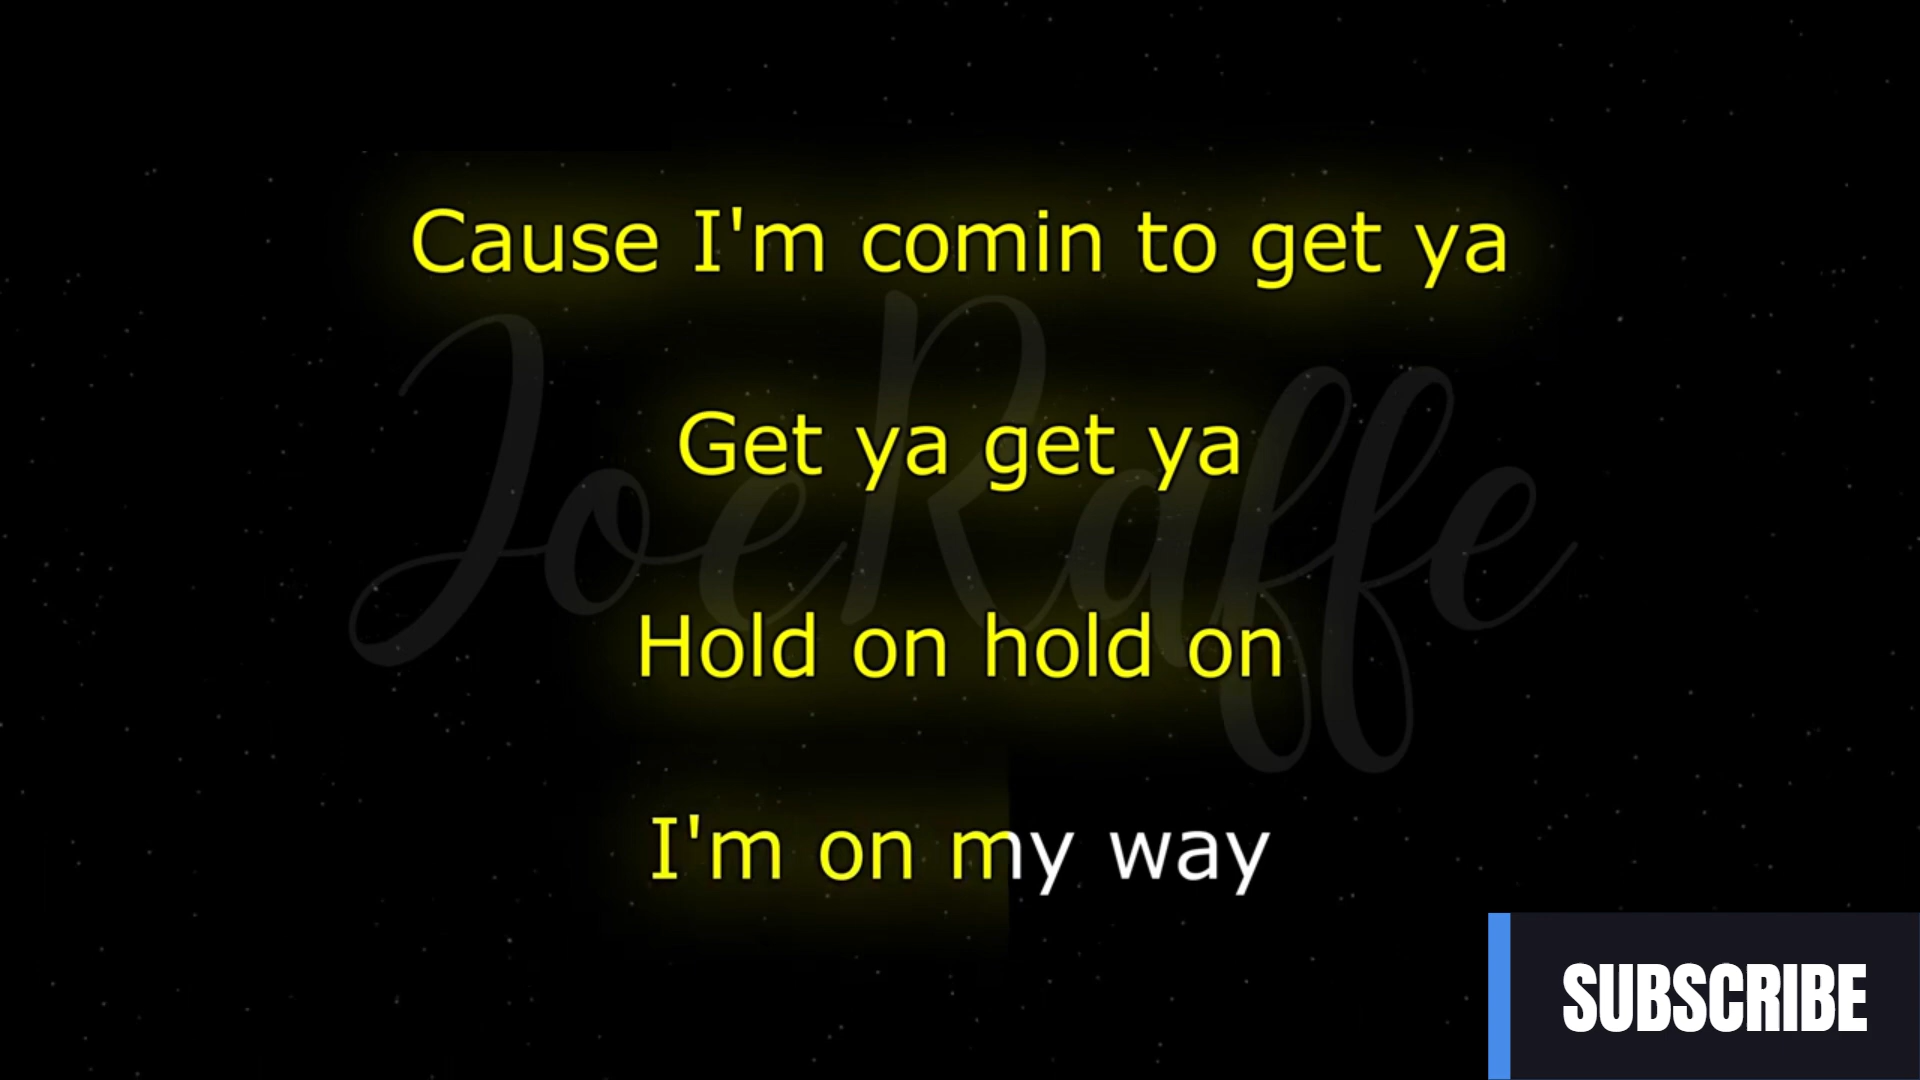 Cause I'm comin to get ya
JoeRaffe
Get ya get ya
Hold on hold on
I'm on my way
SUBSCRIBE